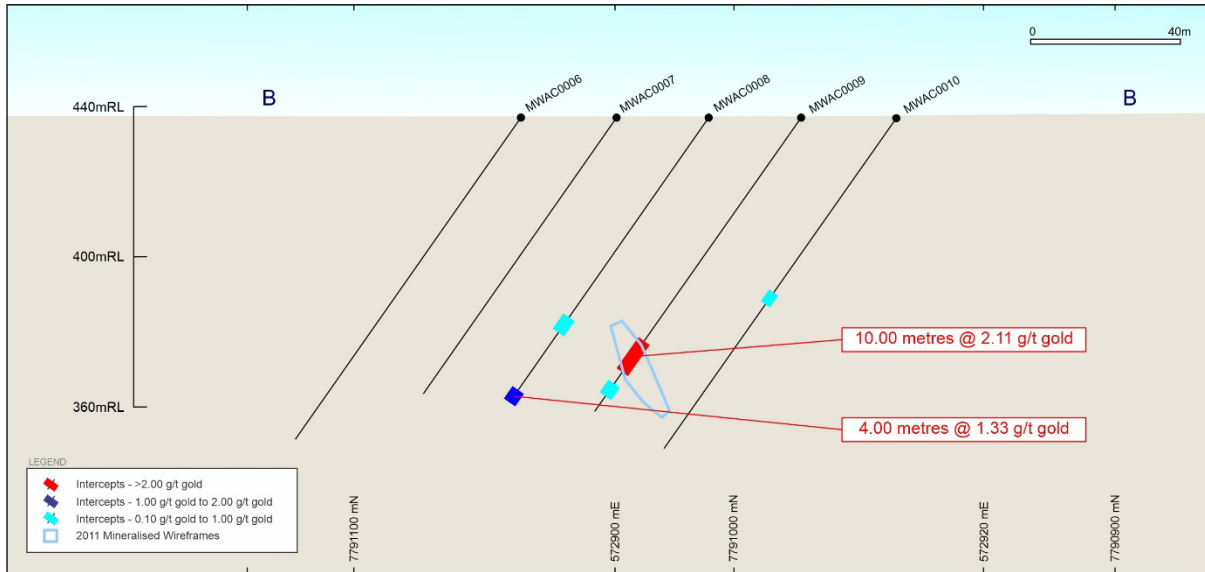 0 40m
MWAC0006
MWAC0007
MWAC0008
MWAC0009
MWAC0010
B B
440mRL
400mRL
360mRL
10.00 metres @ 2.11 g/t gold
4.00 metres @ 1.33 g/t gold
LEGEND
Intercepts - >2.00 g/t gold
Intercepts - 1.00 g/t gold to 2.00 g/t gold
Intercepts - 0.10 g/t gold to 1.00 g/t gold
2011 Mineralised Wireframes
7791100 mN
572900 mE
7791000 mN
572920 mE
7790900 mN